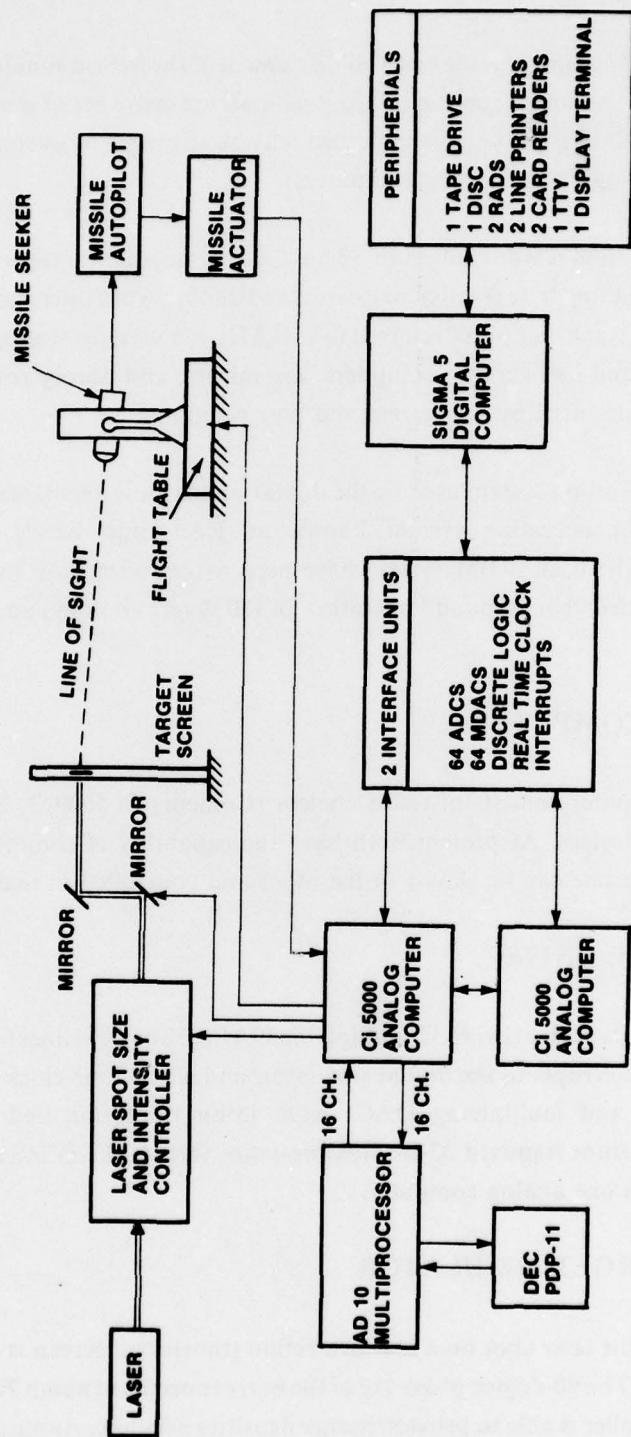 LASER
LASER SPOT SIZE
AND INTENSITY
CONTROLLER
MIRROR
MIRROR
TARGET
SCREEN
LINE OF SIGHT
FLIGHT TABLE
MISSILE SEEKER
MISSILE
AUTOPILOT
MISSILE
ACTUATOR
AD 10
MULTIPROCESSOR
16 CH.
16 CH.
DEC
PDP-11
CI 5000
ANALOG
COMPUTER
CI 5000
ANALOG
COMPUTER
2 INTERFACE UNITS
64 ADCS
64 MDACS
DISCRETE LOGIC
REAL TIME CLOCK
INTERRUPTS
SIGMA 5
DIGITAL
COMPUTER
PERIPHERIALS
1 TAPE DRIVE
1 DISC
2 RADS
2 LINE PRINTERS
2 CARD READERS
1 TTY
1 DISPLAY TERMINAL